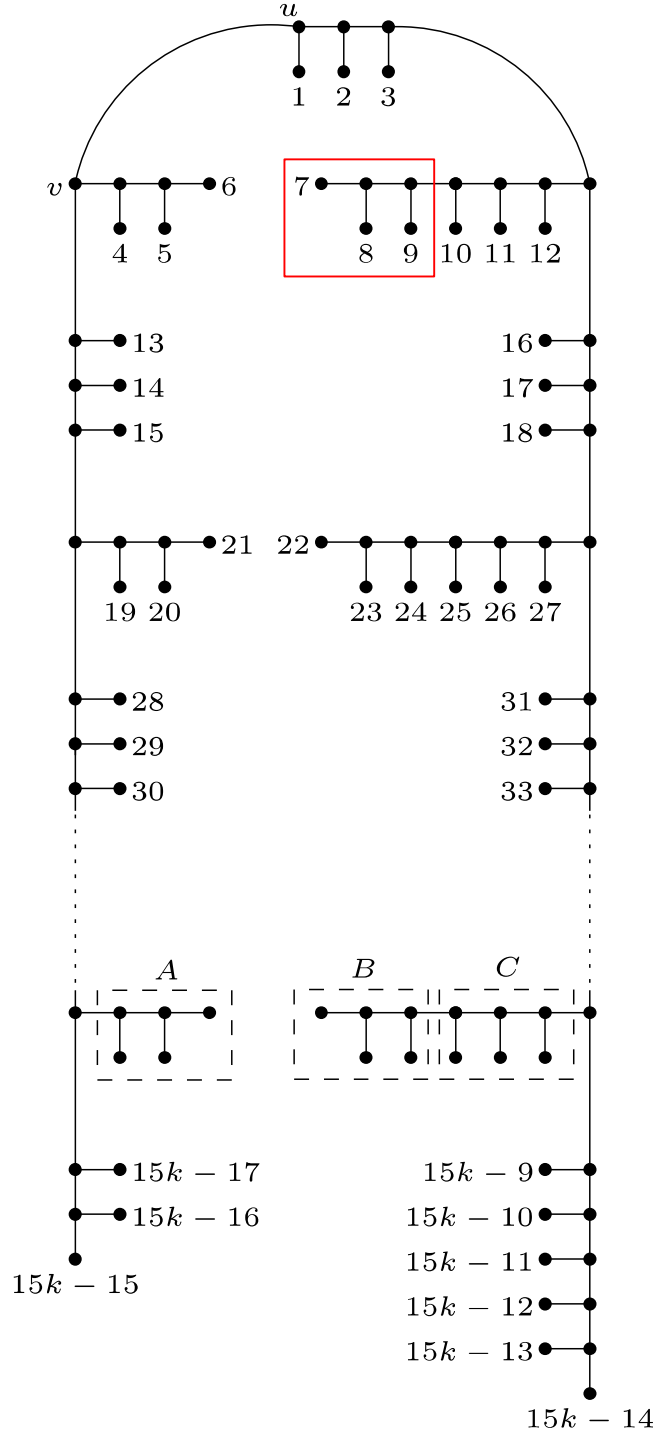 u
1 2 3
v 6 7
4 5 8 9 10 11 12
13 16
14 17
15 18
21 22
19 20 23 24 25 26 27
28 31
29 32
30 33
A B C
15k − 17 15k − 9
15k − 16 15k − 10
15k − 15 15k − 11
15k − 12
15k − 13
15k − 14